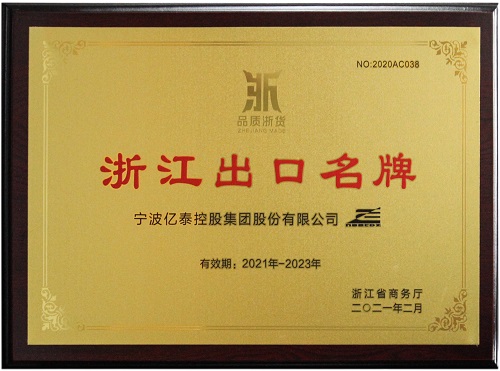 NO:2020AC038
浙
品质浙货
ZHEJIANG MADE
浙江出口名牌
宁波亿泰控股集团股份有限公司
有效期：2021年-2023年
浙江省商务厅
二〇二一年二月